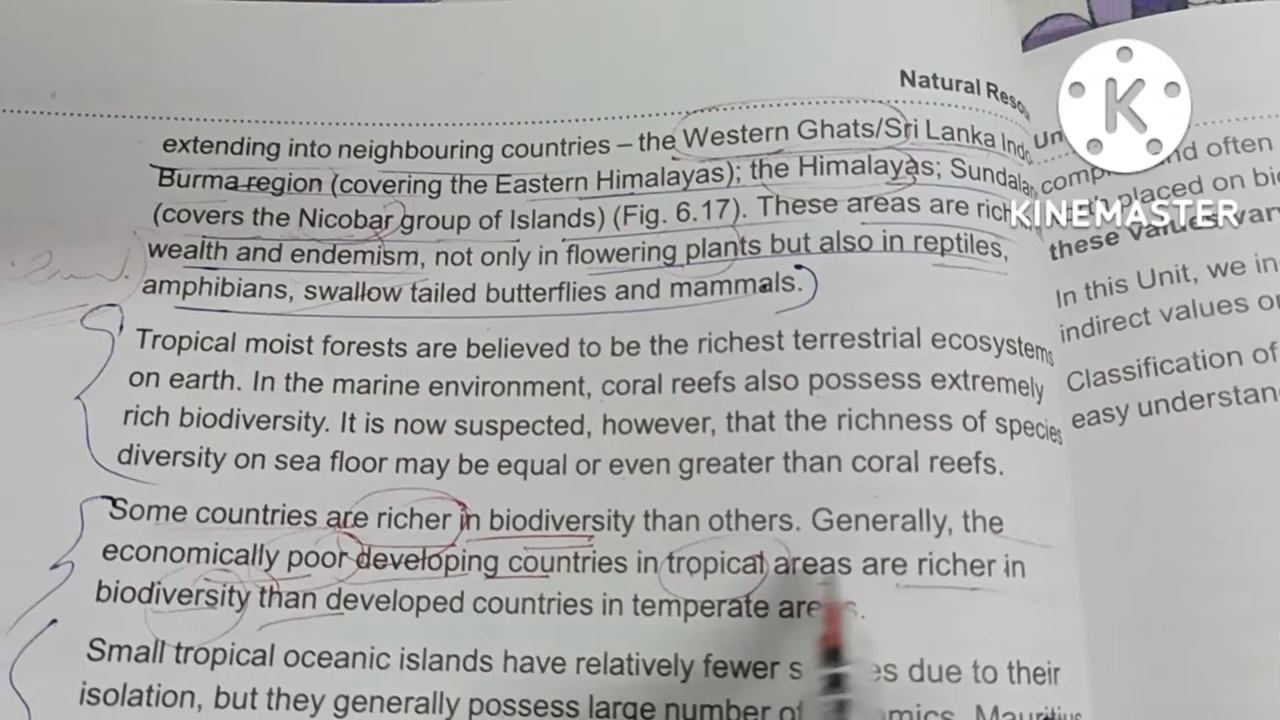 Natural Reso
extending into neighbouring countries – the Western Ghats/Sri Lanka Indo
Burma region (covering the Eastern Himalayas); the Himalayas; Sundalan
(covers the Nicobar group of Islands) (Fig. 6.17). These areas are rich
wealth and endemism, not only in flowering plants but also in reptiles,
amphibians, swallow tailed butterflies and mammals.
Tropical moist forests are believed to be the richest terrestrial ecosystems
on earth. In the marine environment, coral reefs also possess extremely
rich biodiversity. It is now suspected, however, that the richness of species
diversity on sea floor may be equal or even greater than coral reefs.
Some countries are richer in biodiversity than others. Generally, the
economically poor developing countries in tropical areas are richer in
biodiversity than developed countries in temperate
Small tropical oceanic islands have relatively fewer due to their
isolation, but they generally possess large number of Mauritius
Un
comp nd often
placed on bi
these values van
In this Unit, we in
indirect values o
Classification of
easy understan
K
KINEMASTER